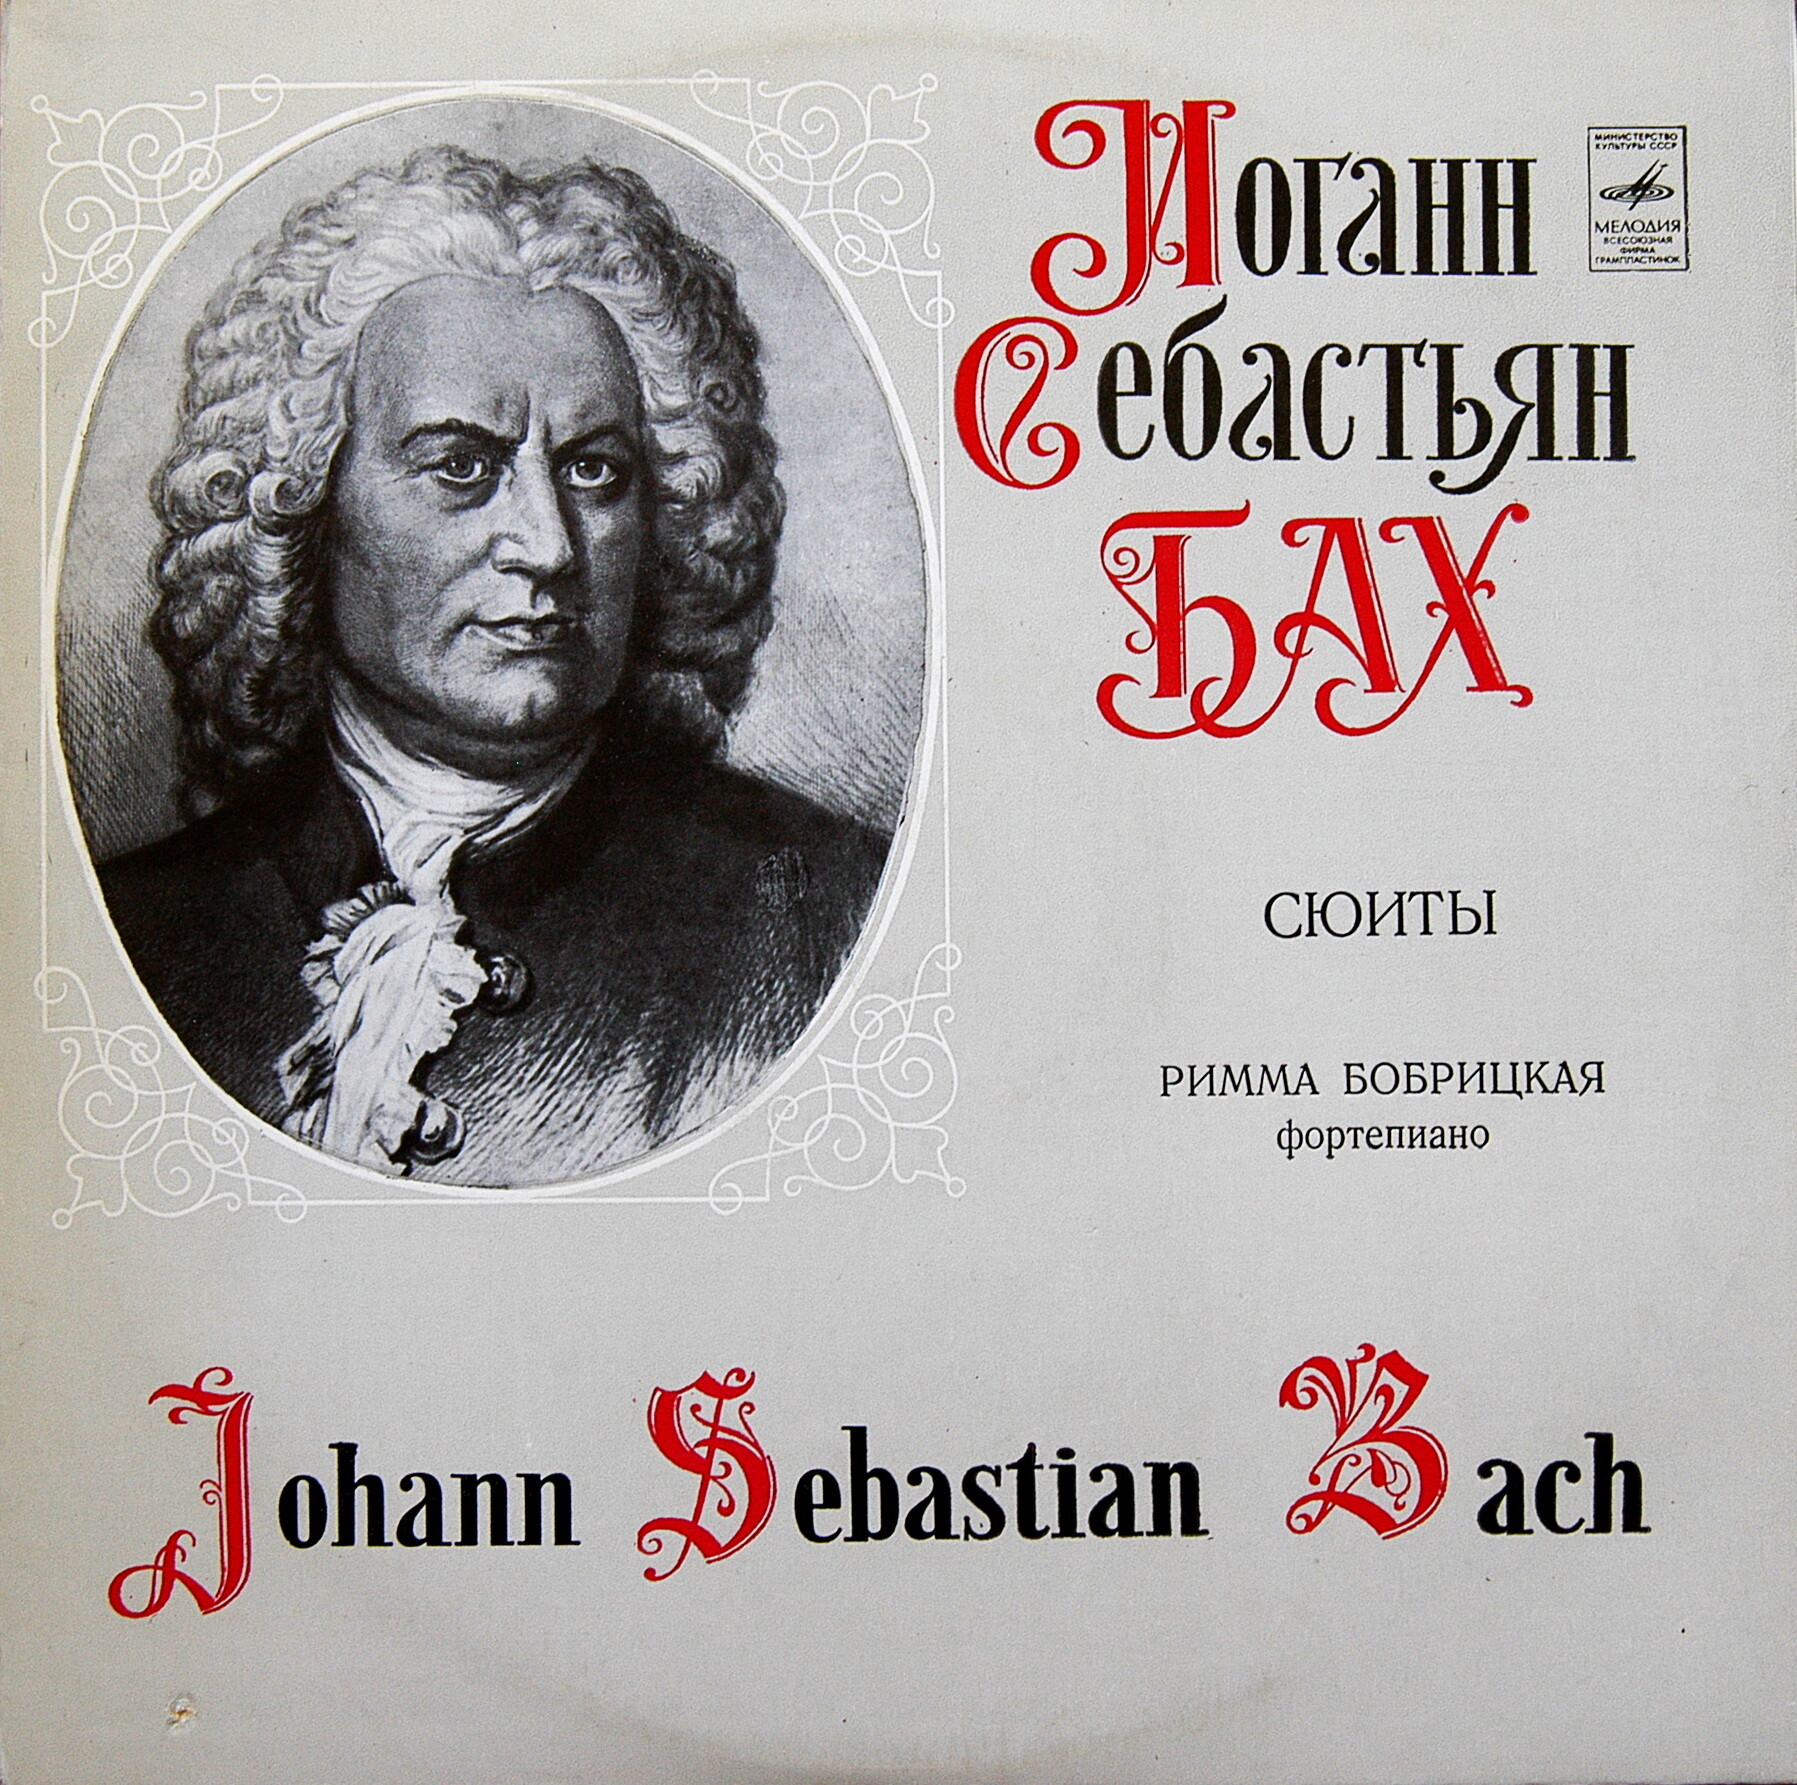 Иоганн
Себастьян
БАХ
МИНИСТЕРСТВО
КУЛЬТУРЫ СССР
МЕЛОДИЯ
ВСЕСОЮЗНАЯ
ФИРМА
ГРАМПЛАСТИНОК
СЮИТЫ
РИММА БОБРИЦКАЯ
фортепиано
Johann Sebastian Bach